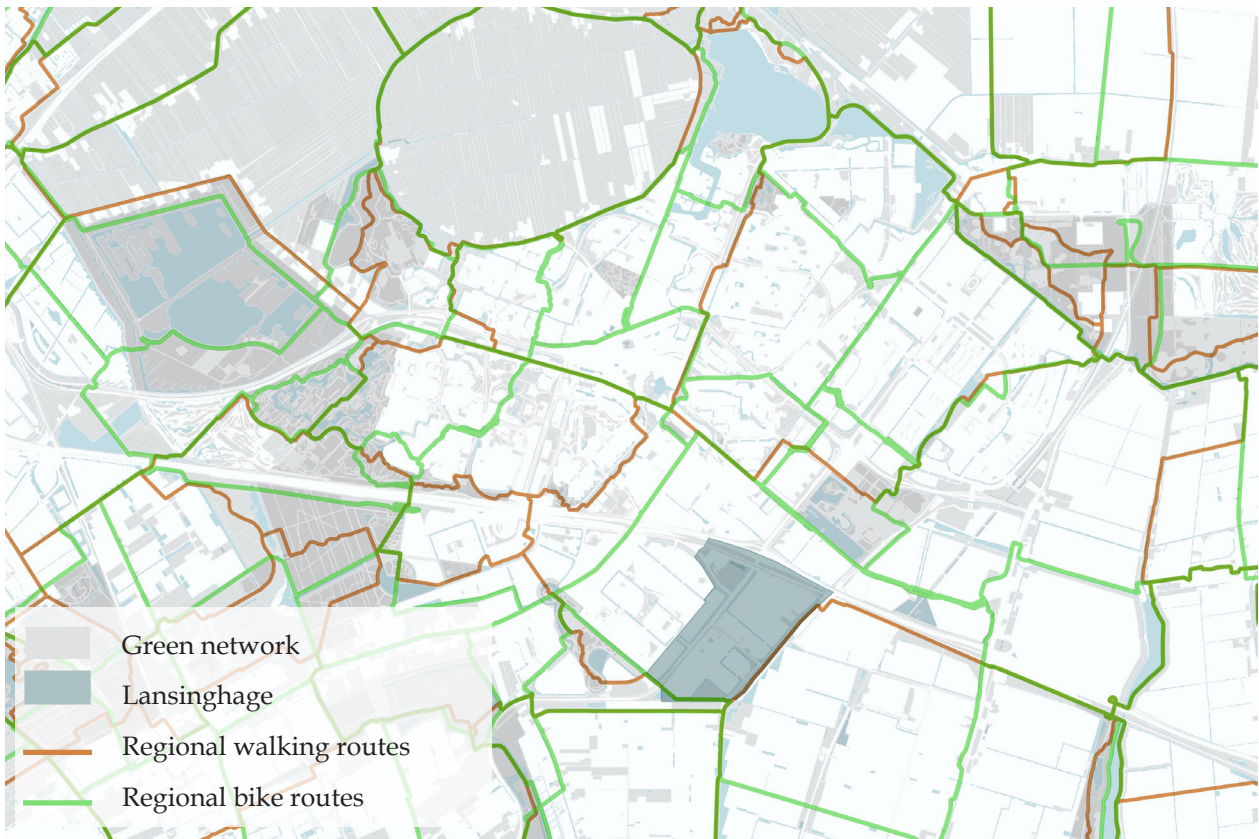 Green network
Lansinghage
Regional walking routes
Regional bike routes